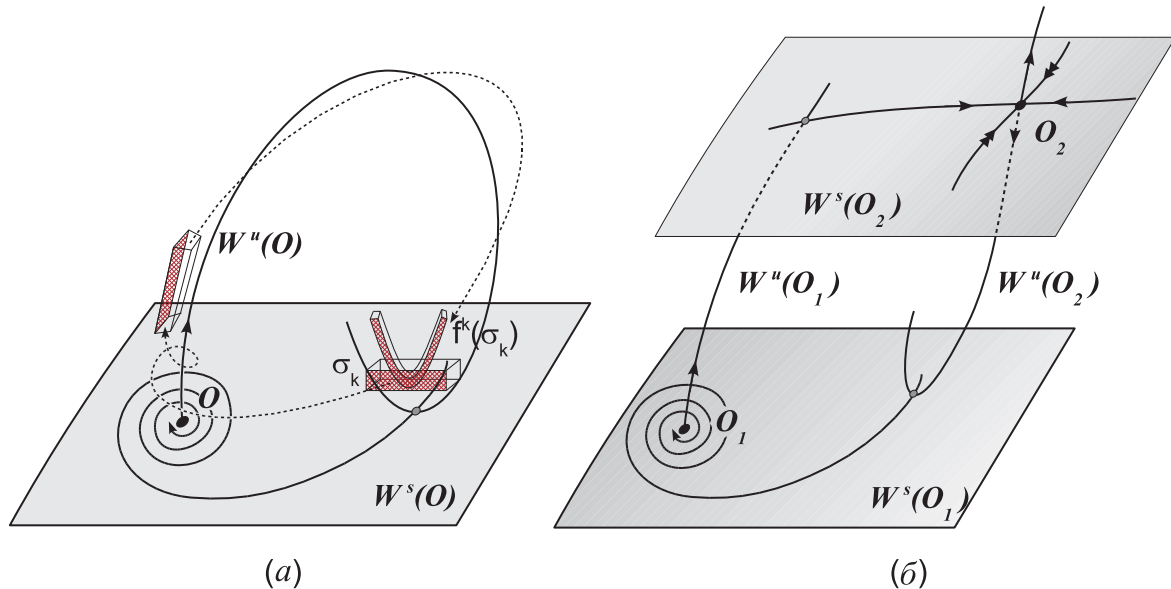 W^u(O)
σ_k
f^k(σ_k)
O
W^s(O)
(а)
O_2
W^s(O_2)
W^u(O_1)
W^u(O_2)
O_1
W^s(O_1)
(б)